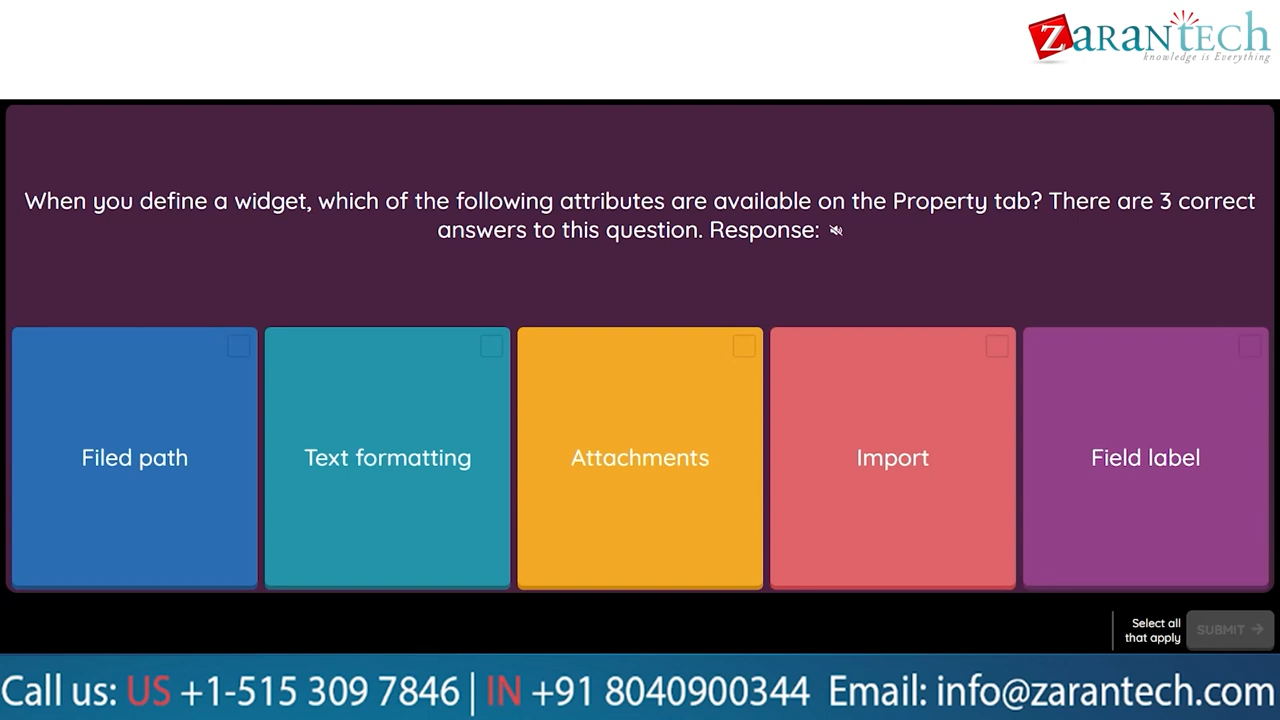 ZARANTECH
knowledge is Everything
When you define a widget, which of the following attributes are available on the Property tab? There are 3 correct
answers to this question. Response:
Filed path
Text formatting
Attachments
Import
Field label
Select all
that apply
SUBMIT →
Call us: US +1-515 309 7846 | IN +91 8040900344 Email: info@zarantech.com